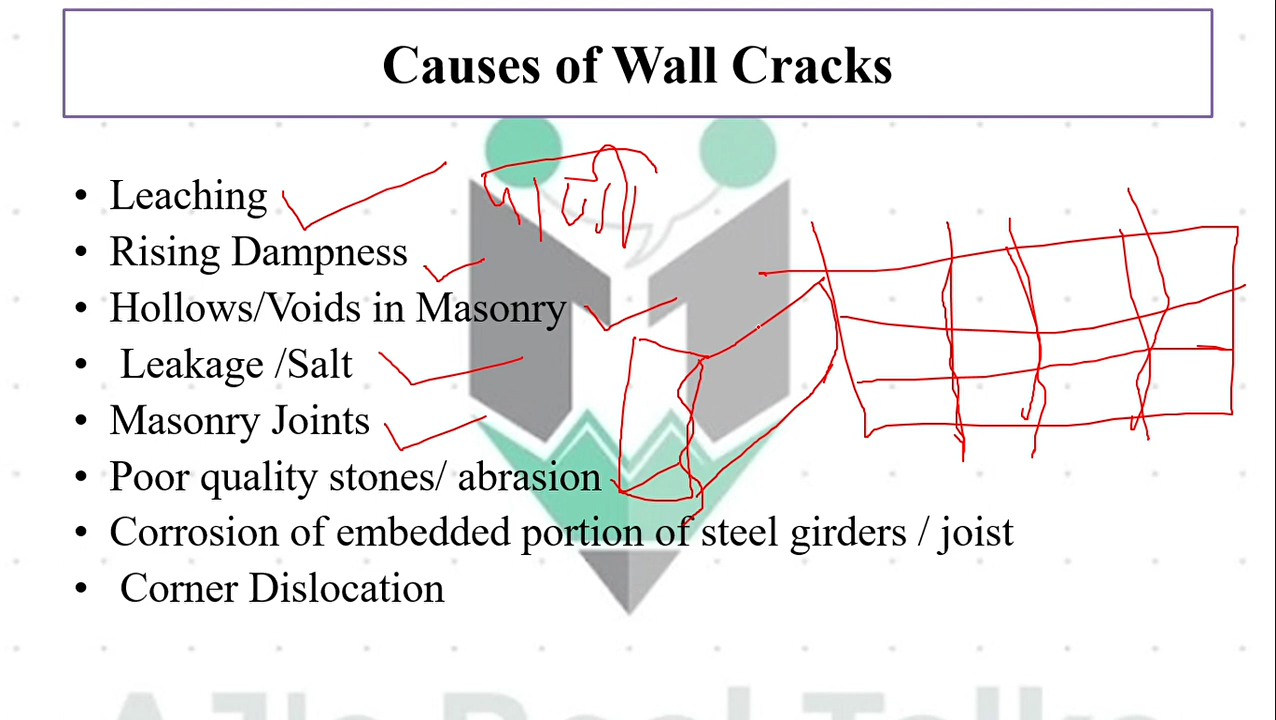 Causes of Wall Cracks
• Leaching
• Rising Dampness
• Hollows/Voids in Masonry
• Leakage /Salt
• Masonry Joints
• Poor quality stones/ abrasion
• Corrosion of embedded portion of steel girders / joist
• Corner Dislocation